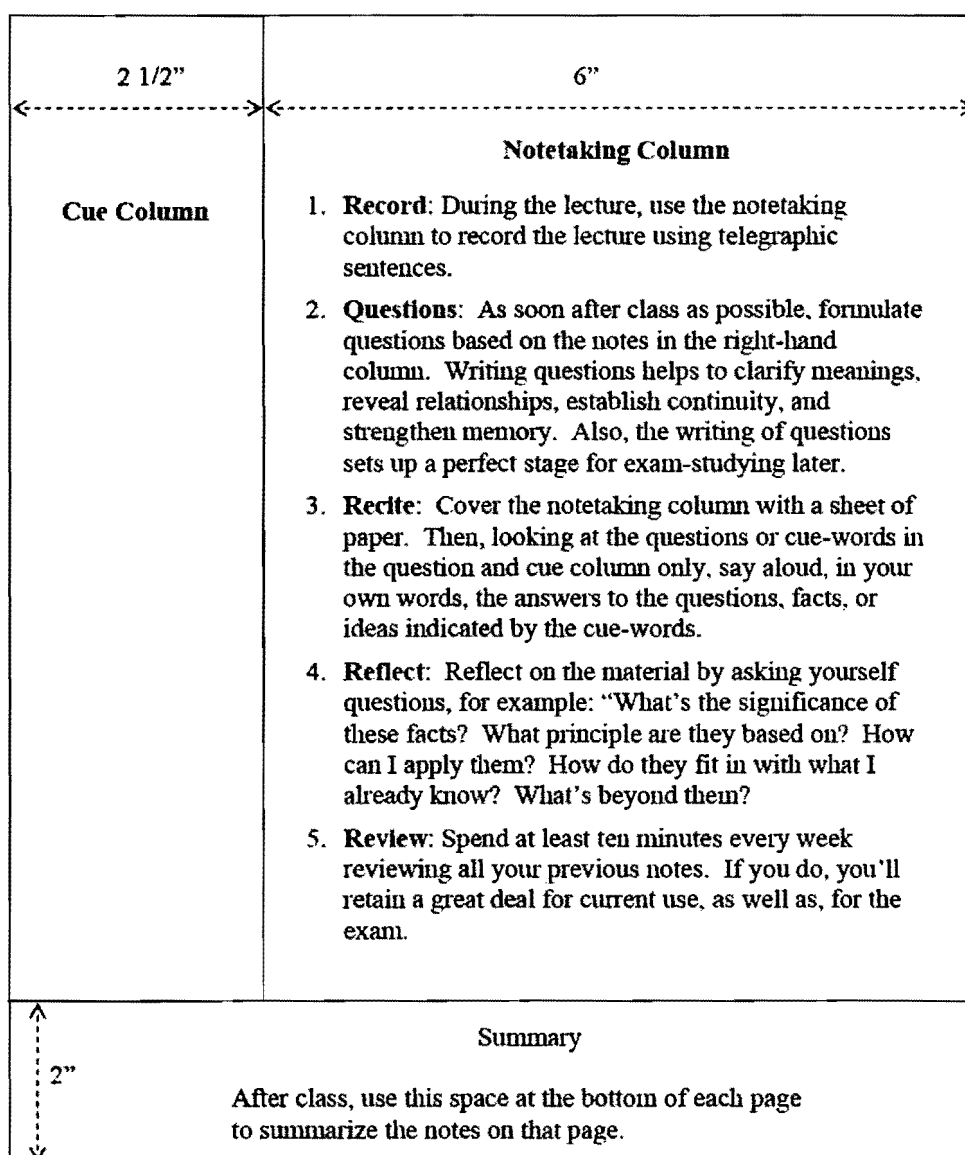 2 1/2”
6”
Notetaking Column
Cue Column
1. Record: During the lecture, use the notetaking
column to record the lecture using telegraphic
sentences.
2. Questions: As soon after class as possible, formulate
questions based on the notes in the right-hand
column. Writing questions helps to clarify meanings,
reveal relationships, establish continuity, and
strengthen memory. Also, the writing of questions
sets up a perfect stage for exam-studying later.
3. Recite: Cover the notetaking column with a sheet of
paper. Then, looking at the questions or cue-words in
the question and cue column only, say aloud, in your
own words, the answers to the questions, facts, or
ideas indicated by the cue-words.
4. Reflect: Reflect on the material by asking yourself
questions, for example: “What’s the significance of
these facts? What principle are they based on? How
can I apply them? How do they fit in with what I
already know? What’s beyond them?
5. Review: Spend at least ten minutes every week
reviewing all your previous notes. If you do, you’ll
retain a great deal for current use, as well as, for the
exam.
Summary
2”
After class, use this space at the bottom of each page
to summarize the notes on that page.